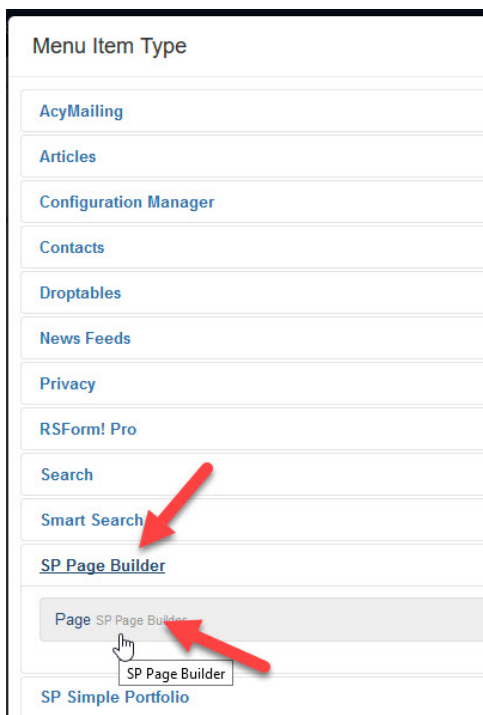 Menu Item Type
AcyMailing
Articles
Configuration Manager
Contacts
Droptables
News Feeds
Privacy
RSForm! Pro
Search
Smart Search
SP Page Builder
Page SP Page Builder
SP Page Builder
SP Simple Portfolio